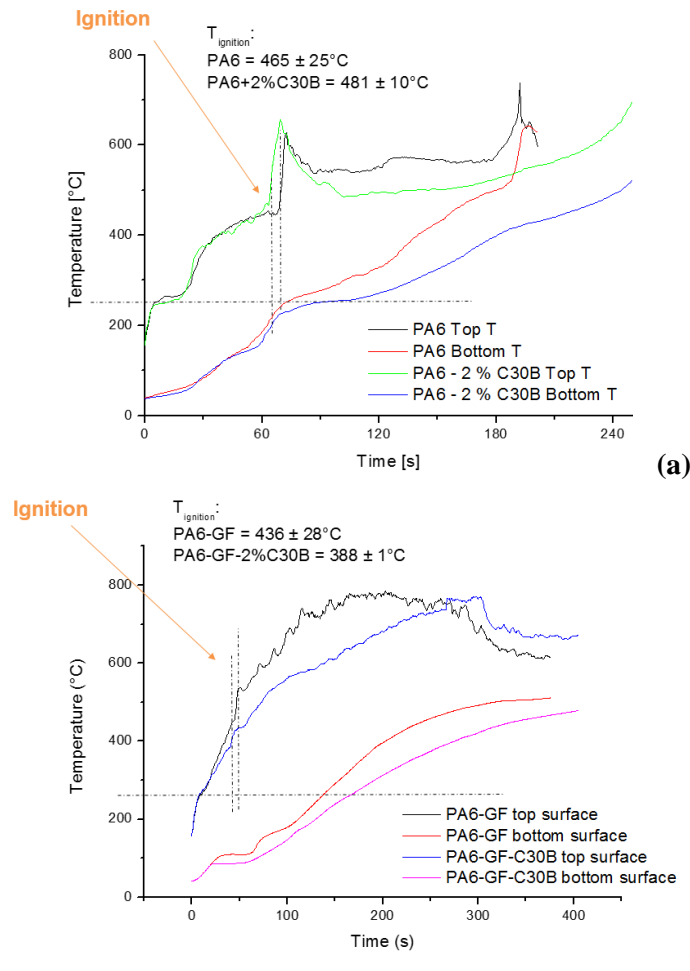 Ignition
T ignition:
PA6 = 465 ± 25°C
PA6+2%C30B = 481 ± 10°C
800
600
400
200
0
Temperature [°C]
PA6 Top T
PA6 Bottom T
PA6 - 2 % C30B Top T
PA6 - 2 % C30B Bottom T
0 60 120 180 240
Time [s]
(a)
Ignition
T ignition:
PA6-GF = 436 ± 28°C
PA6-GF-2%C30B = 388 ± 1°C
800
600
400
200
0
Temperature (°C)
PA6-GF top surface
PA6-GF bottom surface
PA6-GF-C30B top surface
PA6-GF-C30B bottom surface
0 100 200 300 400
Time (s)